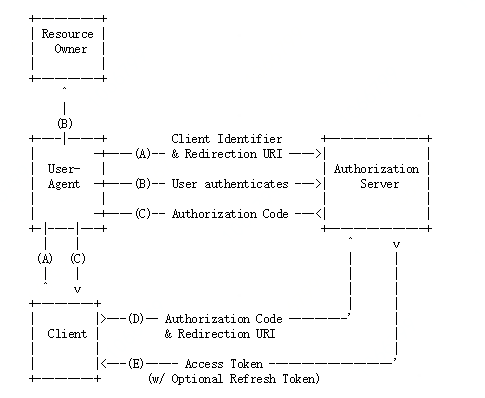 Resource
Owner
(B)
Client Identifier
(A) & Redirection URI
User-
Agent
(B) User authenticates
Authorization
Server
(C) Authorization Code
(A) (C)
v
v
(D) Authorization Code
& Redirection URI
Client
(E) Access Token
(w/ Optional Refresh Token)